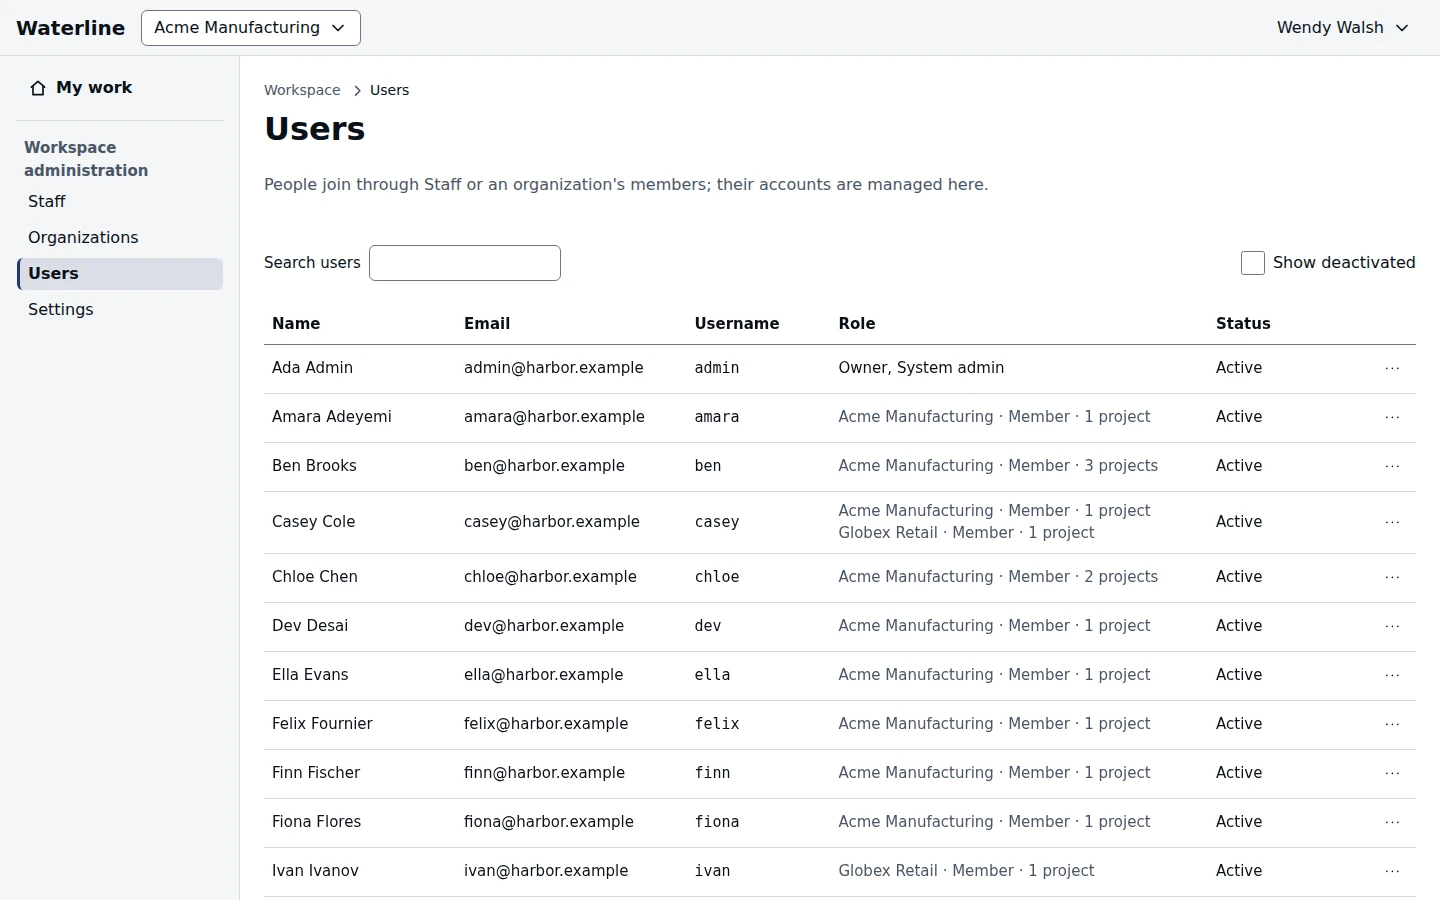 Waterline
Acme Manufacturing
Wendy Walsh
My work
Workspace
administration
Staff
Organizations
Users
Settings
Workspace Users
Users
People join through Staff or an organization's members; their accounts are managed here.
Search users
Show deactivated
Name Email Username Role Status
Ada Admin admin@harbor.example admin Owner, System admin Active ...
Amara Adeyemi amara@harbor.example amara Acme Manufacturing · Member · 1 project Active ...
Ben Brooks ben@harbor.example ben Acme Manufacturing · Member · 3 projects Active ...
Casey Cole casey@harbor.example casey Acme Manufacturing · Member · 1 project Active ...
Globex Retail · Member · 1 project
Chloe Chen chloe@harbor.example chloe Acme Manufacturing · Member · 2 projects Active ...
Dev Desai dev@harbor.example dev Acme Manufacturing · Member · 1 project Active ...
Ella Evans ella@harbor.example ella Acme Manufacturing · Member · 1 project Active ...
Felix Fournier felix@harbor.example felix Acme Manufacturing · Member · 1 project Active ...
Finn Fischer finn@harbor.example finn Acme Manufacturing · Member · 1 project Active ...
Fiona Flores fiona@harbor.example fiona Acme Manufacturing · Member · 1 project Active ...
Ivan Ivanov ivan@harbor.example ivan Globex Retail · Member · 1 project Active ...